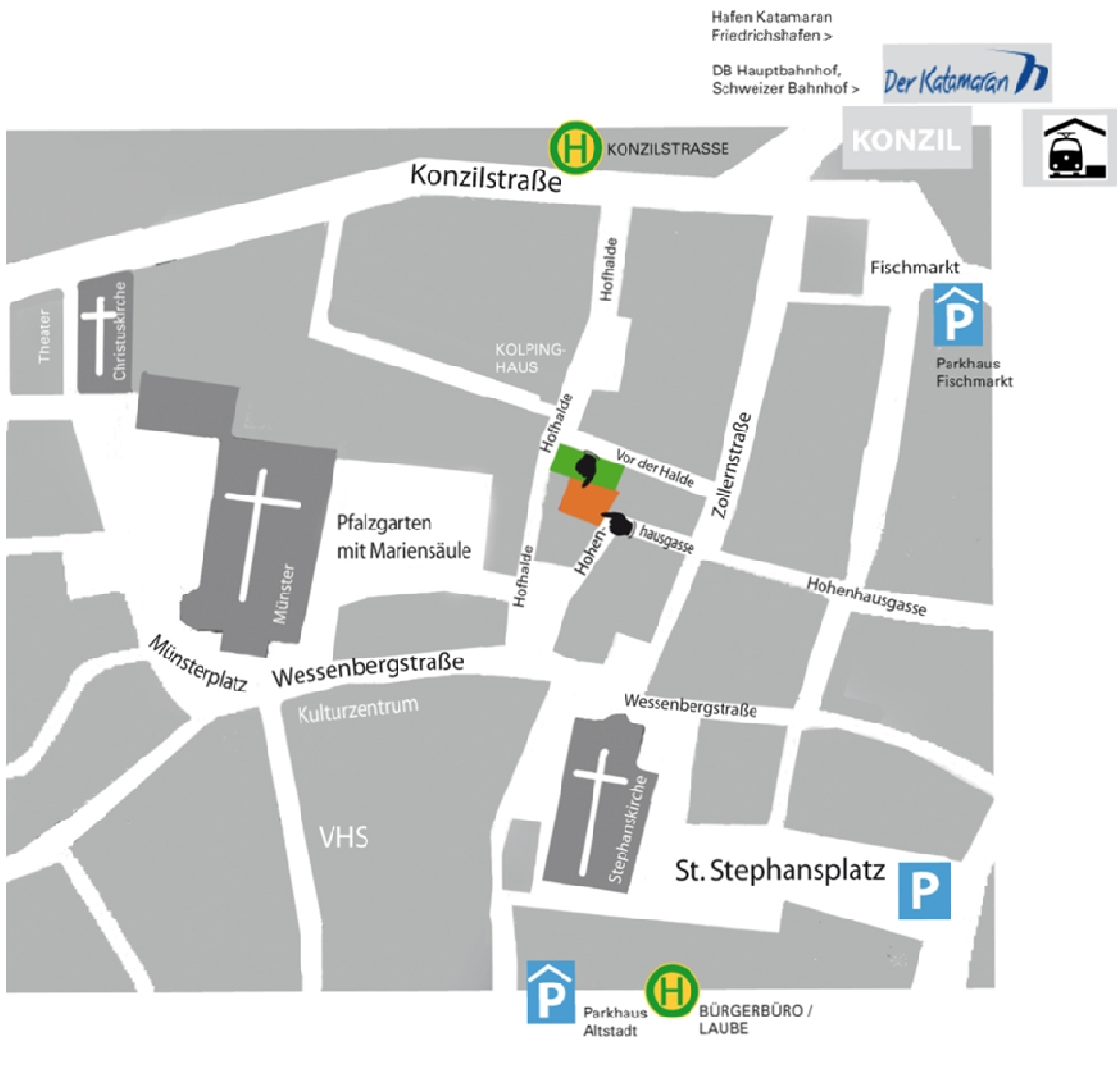 Hafen Katamaran
Friedrichshafen >
DB Hauptbahnhof,
Schweizer Bahnhof >
Der Katamaran
KONZIL
H
KONZILSTRASSE
Konzilstraße
Hofhalde
Fischmarkt
P
Parkhaus
Fischmarkt
Theater
Christuskirche
KOLPING-
HAUS
Hofhalde
Vor der Halde
Zollernstraße
Pfalzgarten
mit Mariensäule
Münster
Hofhalde
Hohen-
hausgasse
Hohenhausgasse
Münsterplatz
Wessenbergstraße
Kulturzentrum
Wessenbergstraße
VHS
Stephanskirche
St. Stephansplatz
P
P
Parkhaus
Altstadt
H
BÜRGERBÜRO /
LAUBE